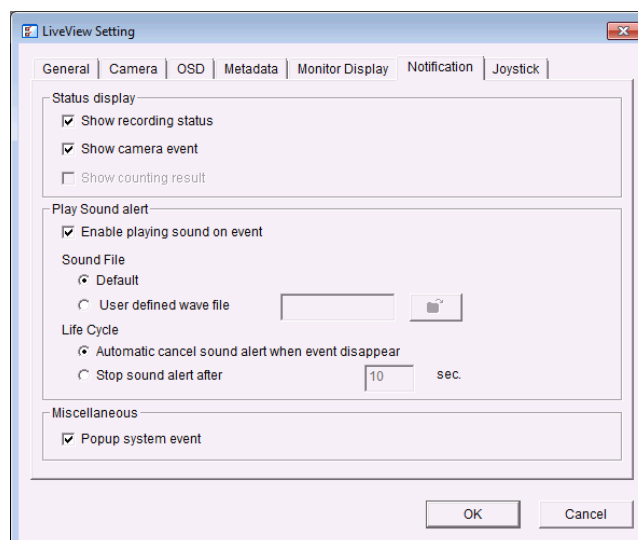 LiveView Setting
General Camera OSD Metadata Monitor Display Notification Joystick
Status display
Show recording status
Show camera event
Show counting result
Play Sound alert
Enable playing sound on event
Sound File
Default
User defined wave file
Life Cycle
Automatic cancel sound alert when event disappear
Stop sound alert after 10 sec.
Miscellaneous
Popup system event
OK Cancel